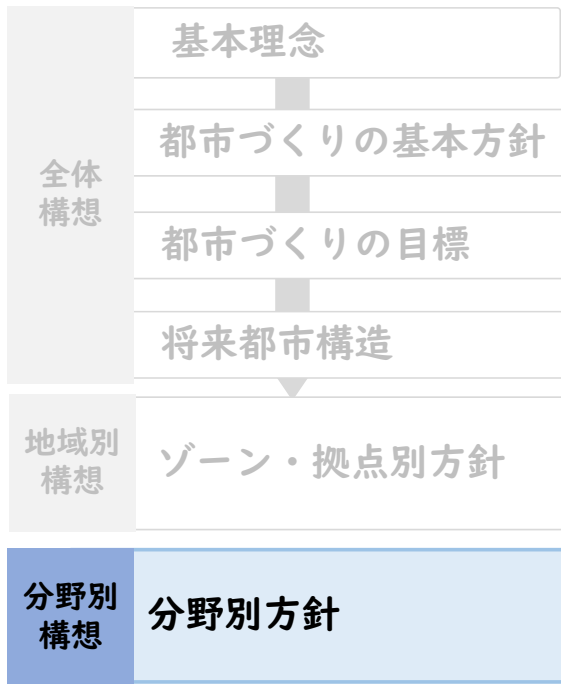 全体
構想
基本理念
都市づくりの基本方針
都市づくりの目標
将来都市構造
地域別
構想
ゾーン・拠点別方針
分野別
構想
分野別方針